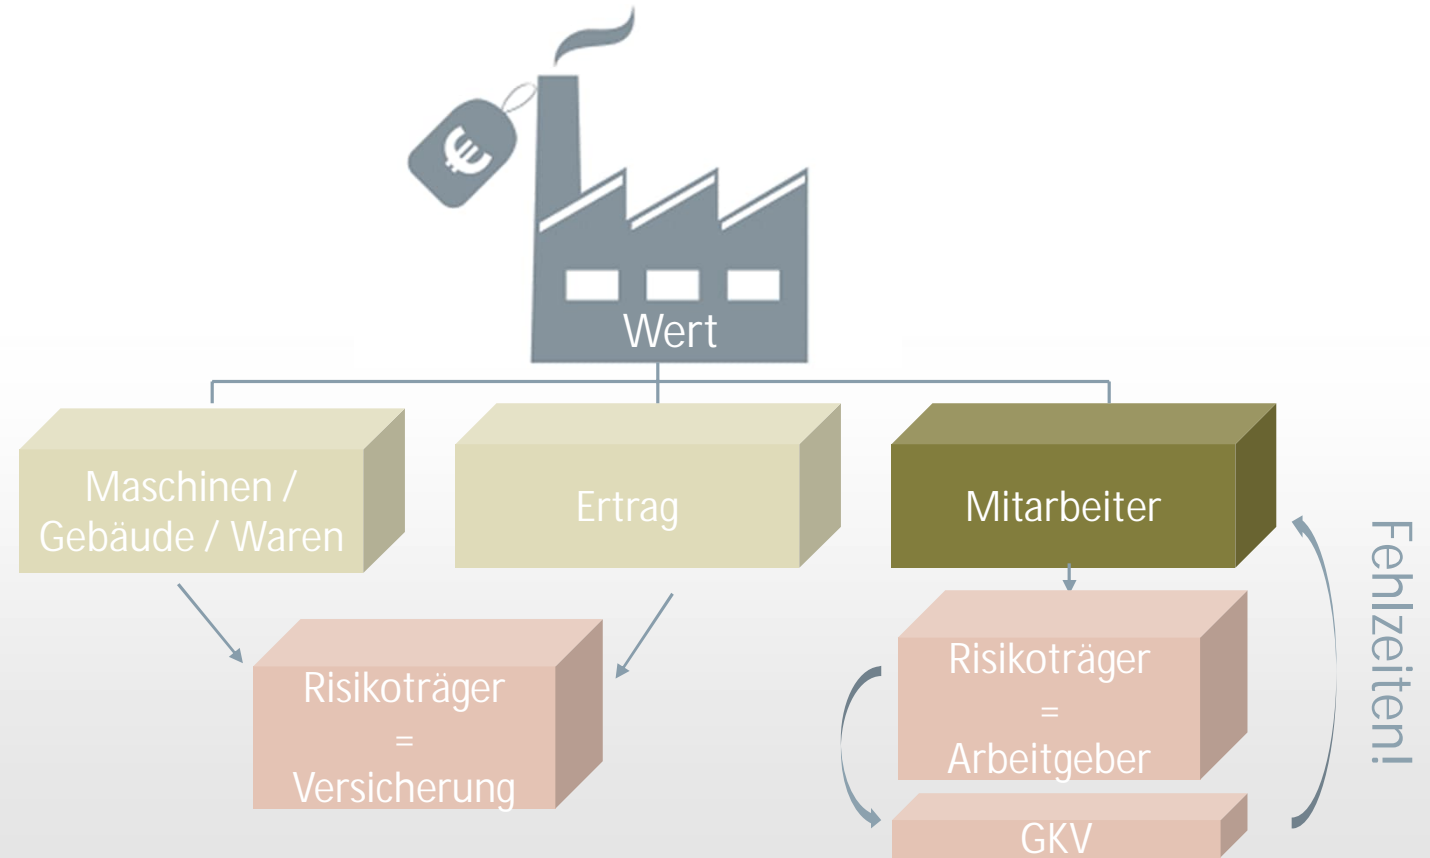 €
Wert
Maschinen /
Gebäude / Waren
Ertrag
Mitarbeiter
Risikoträger
=
Versicherung
Risikoträger
=
Arbeitgeber
GKV
Fehlzeiten!